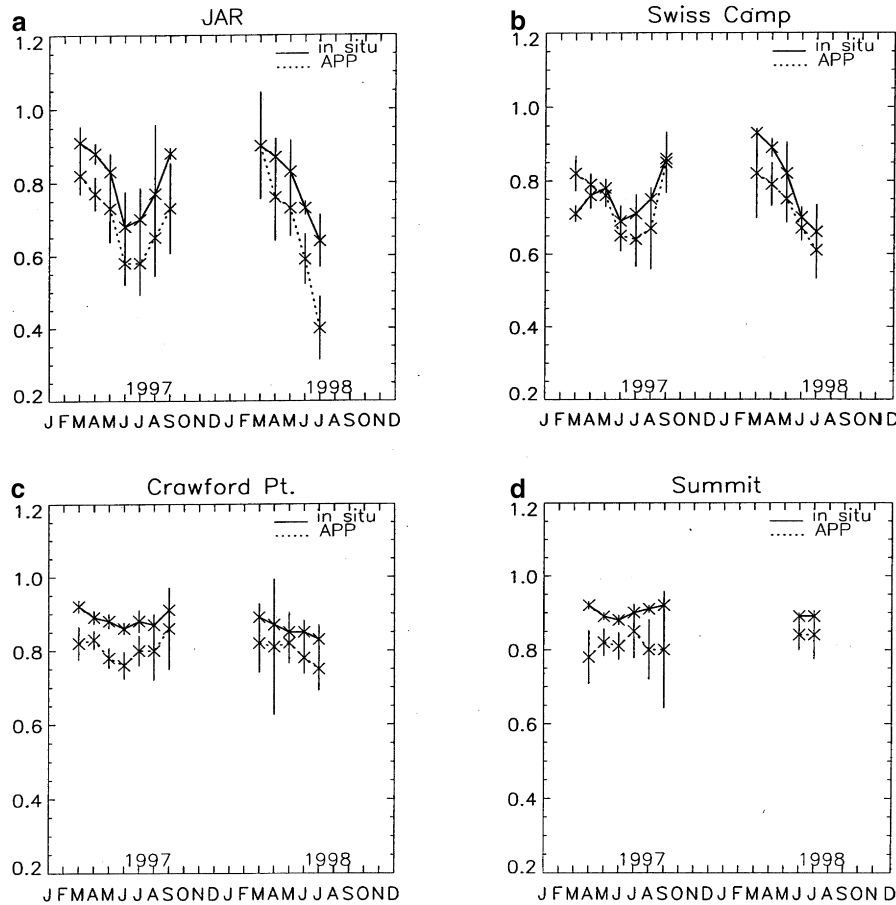 a
JAR
1.2
1.0
0.8
0.6
0.4
0.2
in situ
APP
1997
1998
J F M A M J J A S O N D J F M A M J J A S O N D
b
Swiss Camp
1.2
1.0
0.8
0.6
0.4
0.2
in situ
APP
1997
1998
J F M A M J J A S O N D J F M A M J J A S O N D
c
Crawford Pt.
1.2
1.0
0.8
0.6
0.4
0.2
in situ
APP
1997
1998
J F M A M J J A S O N D J F M A M J J A S O N D
d
Summit
1.2
1.0
0.8
0.6
0.4
0.2
in situ
APP
1997
1998
J F M A M J J A S O N D J F M A M J J A S O N D